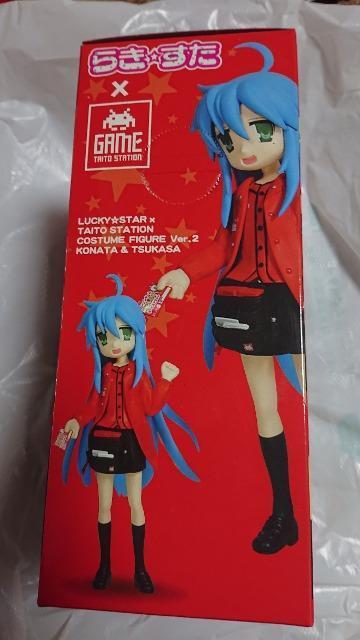 らき☆すた
×
GAME
TAITO STATION
LUCKY☆STAR×
TAITO STATION
COSTUME FIGURE Ver.2
KONATA & TSUKASA